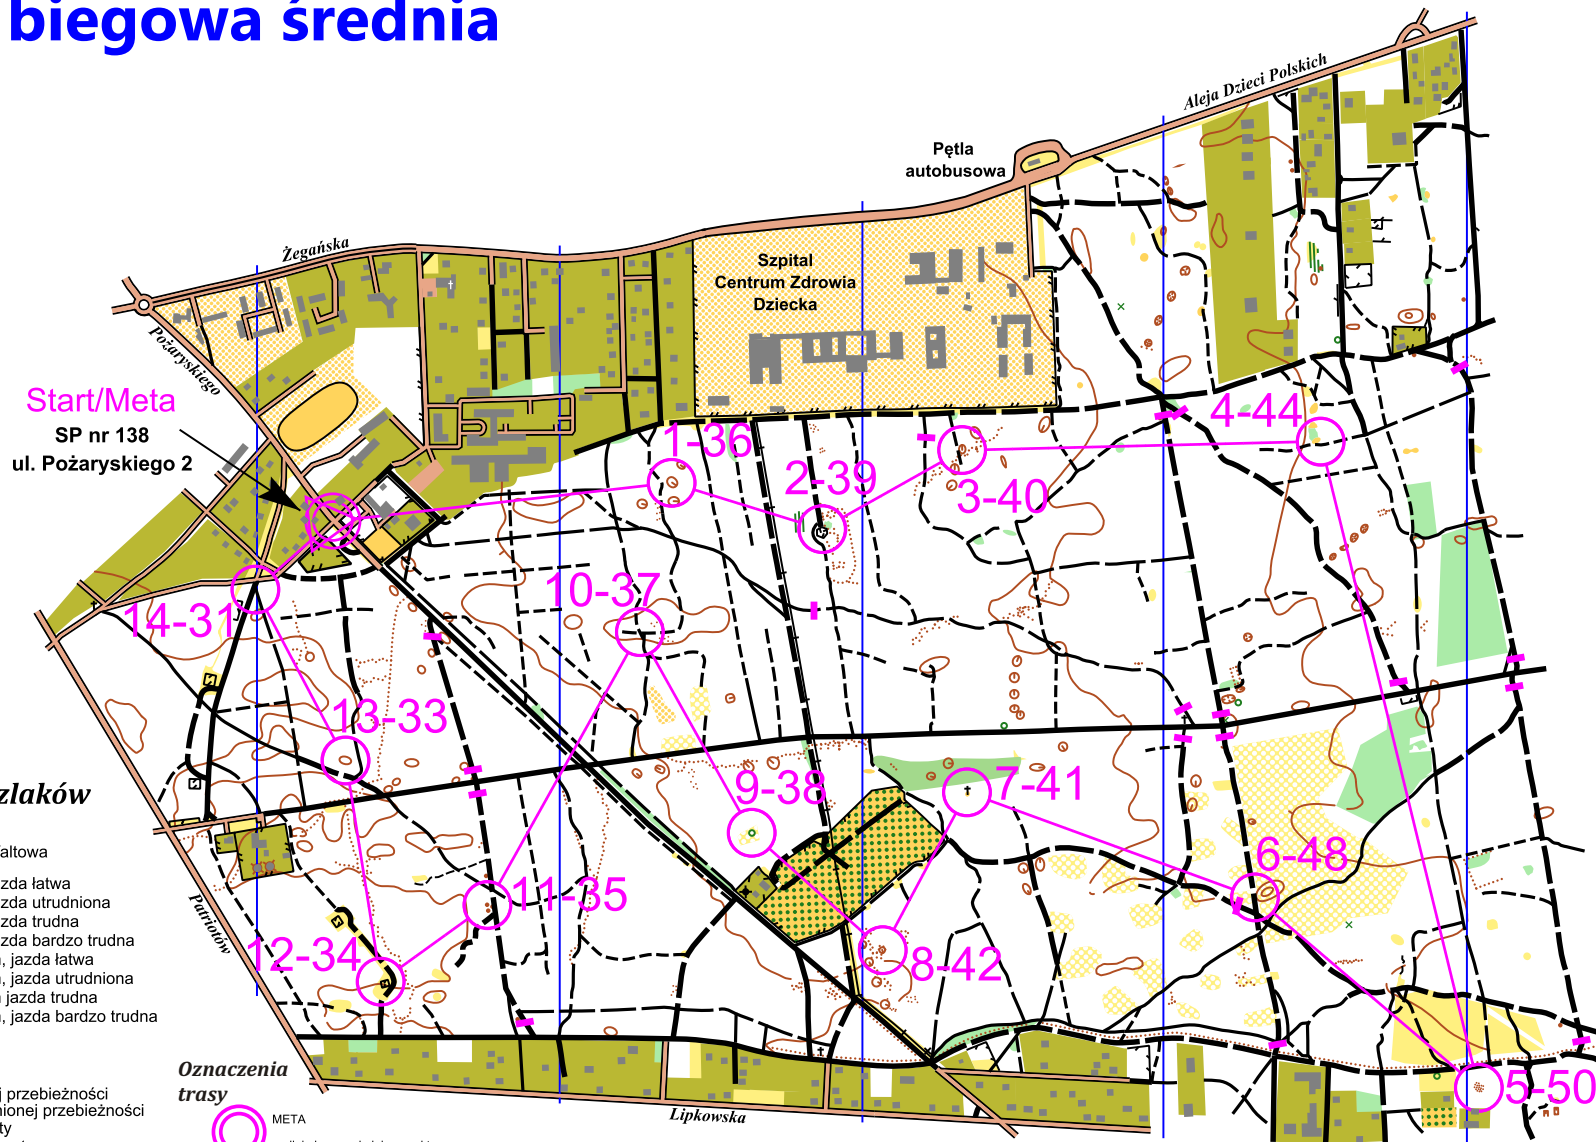 biegowa średnia
Aleja Dzieci Polskich
Pętla
autobusowa
Żegańska
Szpital
Centrum Zdrowia
Dziecka
Pożaryskiego
Start/Meta
SP nr 138
ul. Pożaryskiego 2
1-36
2-39
3-40
4-44
10-37
14-31
13-33
9-38
7-41
6-48
11-35
12-34
8-42
5-50
zlaków
altowa
zda łatwa
zda utrudniona
zda trudna
zda bardzo trudna
, jazda łatwa
, jazda utrudniona
jazda trudna
, jazda bardzo trudna
Patriotów
Oznaczenia
trasy
META
j przebieżności
nionej przebieżności
ty
Lipkowska